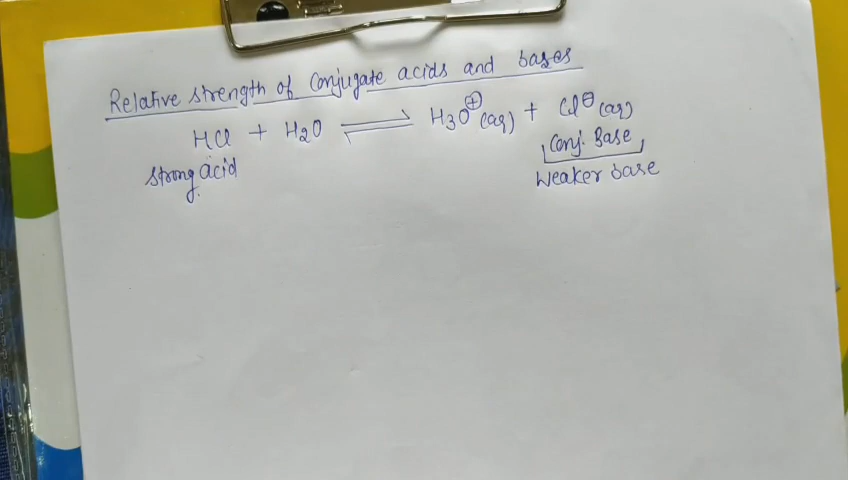 Relative strength of Conjugate acids and bases
HCl + H2O ⇌ H3O⊕ (aq) + Cl⊖ (aq)
Strong acid
Conj. Base
Weaker base